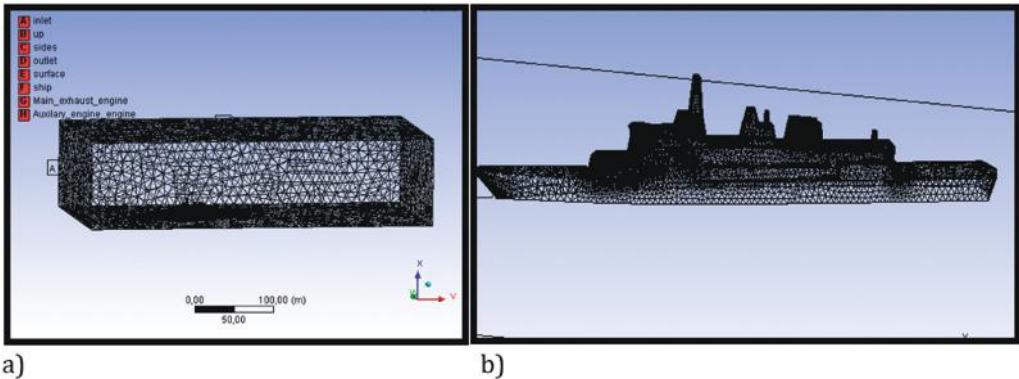 A inlet
B up
C sides
D outlet
E surface
F ship
G Main_exhaust_engine
H Auxilary_engine_engine
A
X
Y
0,00 100,00 (m)
50,00
a)
b)